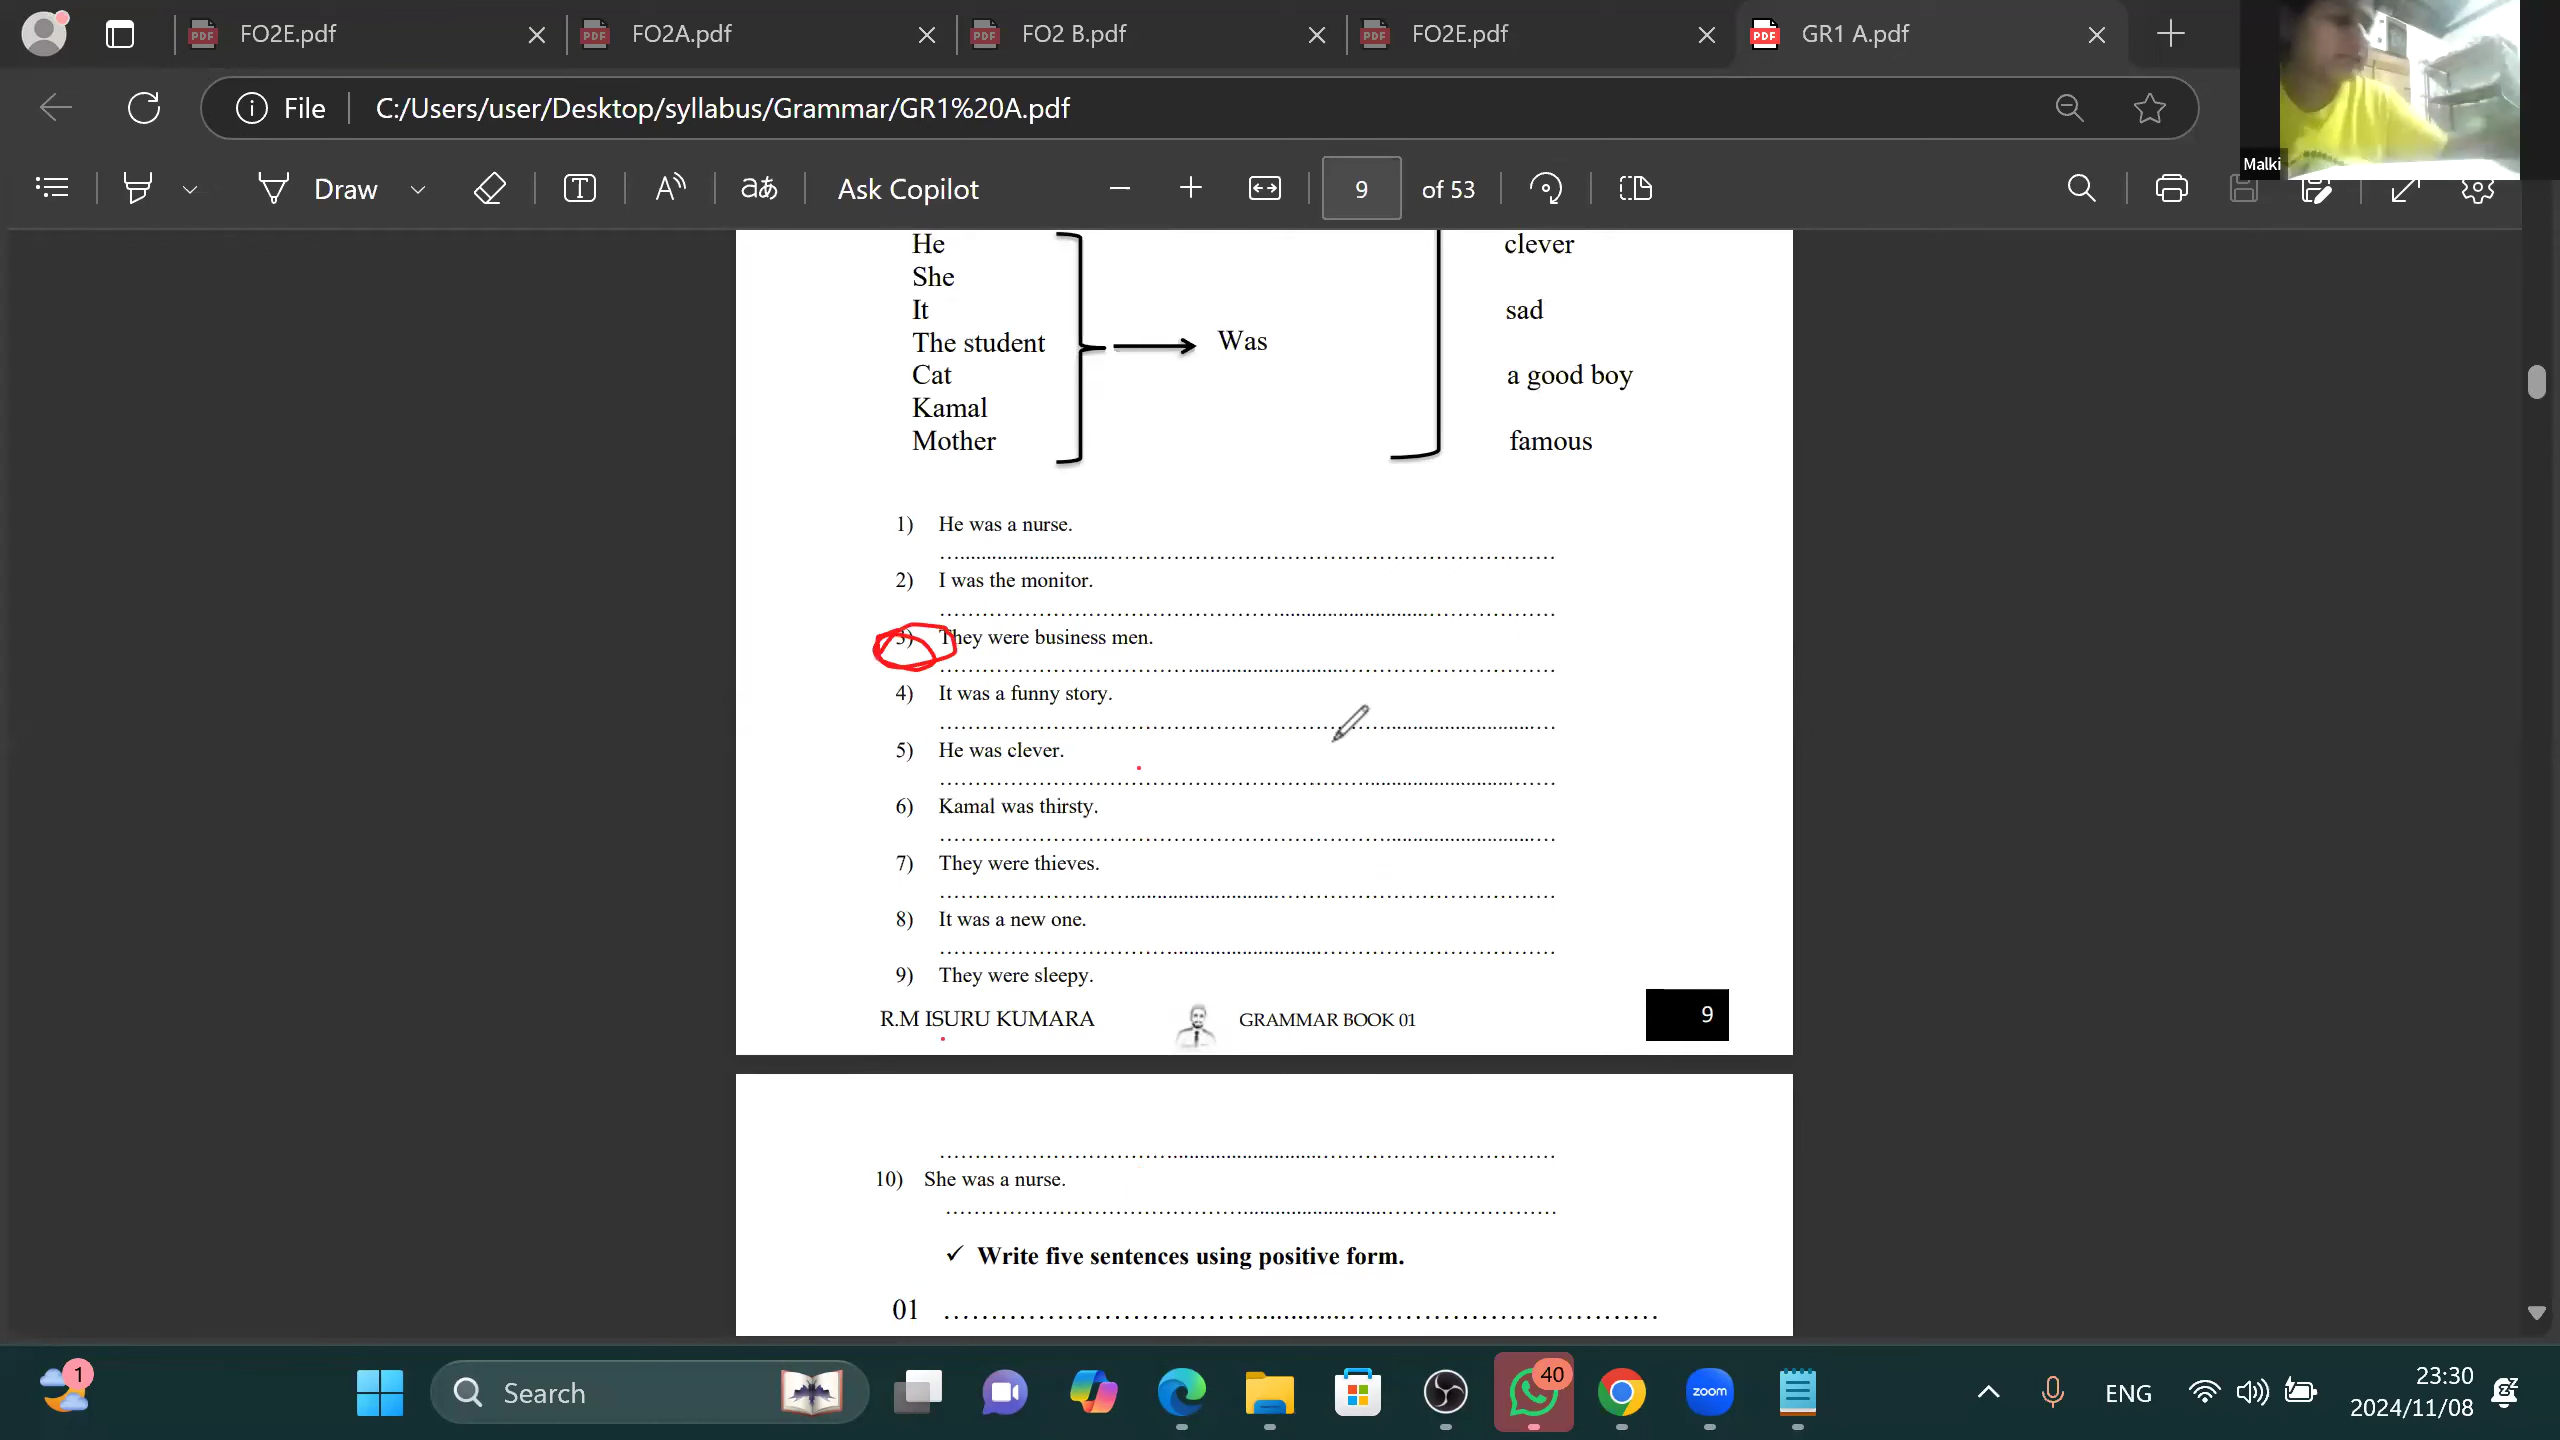 FO2E.pdf
FO2A.pdf
FO2 B.pdf
FO2E.pdf
GR1 A.pdf
File
C:/Users/user/Desktop/syllabus/Grammar/GR1%20A.pdf
Malki
Draw
aあ
Ask Copilot
9 of 53
He
clever
She
It
sad
The student
Was
Cat
a good boy
Kamal
Mother
famous
1) He was a nurse.
2) I was the monitor.
3) They were business men.
4) It was a funny story.
5) He was clever.
6) Kamal was thirsty.
7) They were thieves.
8) It was a new one.
9) They were sleepy.
R.M ISURU KUMARA
GRAMMAR BOOK 01
9
10) She was a nurse.
✓ Write five sentences using positive form.
01
1
Search
zoom
40
ENG
23:30
2024/11/08